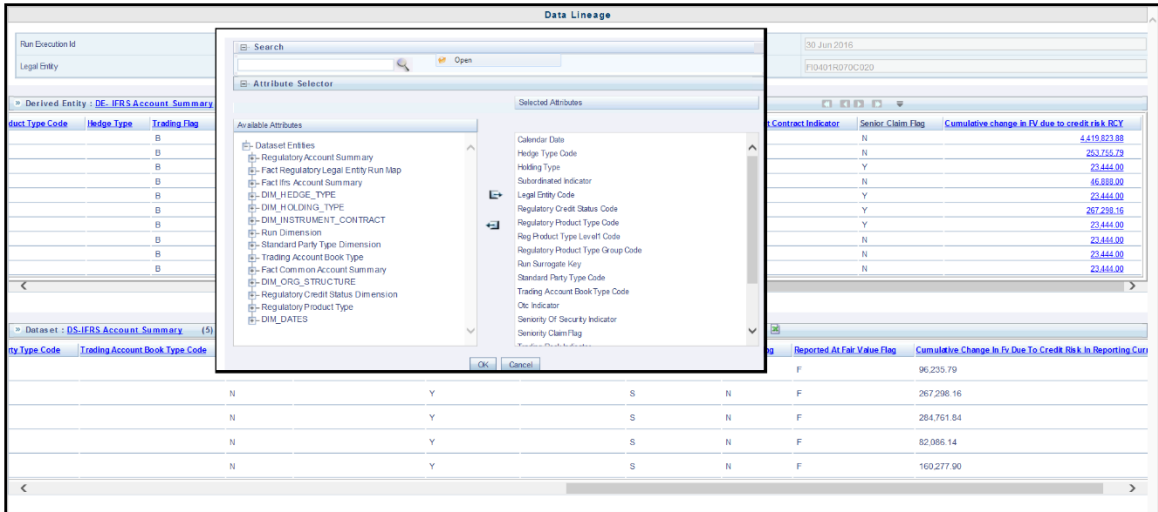 Data Lineage
Run Execution Id
30 Jun 2016
Legal Entity
FI0401R070C020
Search
Open
Attribute Selector
Selected Attributes
Available Attributes
Dataset Entities
Regulatory Account Summary
Fact Regulatory Legal Entity Run Map
Fact Ifrs Account Summary
DIM_HEDGE_TYPE
DIM_HOLDING_TYPE
DIM_INSTRUMENT_CONTRACT
Run Dimension
Standard Party Type Dimension
Trading Account Book Type
Fact Common Account Summary
DIM_ORG_STRUCTURE
Regulatory Credit Status Dimension
Regulatory Product Type
DIM_DATES
Calendar Date
Hedge Type Code
Holding Type
Subordinated Indicator
Legal Entity Code
Regulatory Credit Status Code
Regulatory Product Type Code
Reg Product Type Level1 Code
Regulatory Product Type Group Code
Run Surrogate Key
Standard Party Type Code
Trading Account Book Type Code
Otc Indicator
Seniority Of Security Indicator
Seniority Claim Flag
OK Cancel
» Derived Entity : DE- IFRS Account Summary
duct Type Code Hedge Type Trading Flag t Contract Indicator Senior Claim Flag Cumulative change in FV due to credit risk RCY
B N 4,419,823.88
B N 253,755.79
B Y 23,444.00
B N 46,888.00
B Y 23,444.00
B Y 267,298.16
B Y 23,444.00
B N 23,444.00
B N 23,444.00
B N 23,444.00
» Dataset : DS-IFRS Account Summary (5)
rty Type Code Trading Account Book Type Code ag Reported At Fair Value Flag Cumulative Change In Fv Due To Credit Risk In Reporting Curr
F 96,235.79
N Y S N F 267,298.16
N Y S N F 284,761.84
N Y S N F 82,086.14
N Y S N F 160,277.90